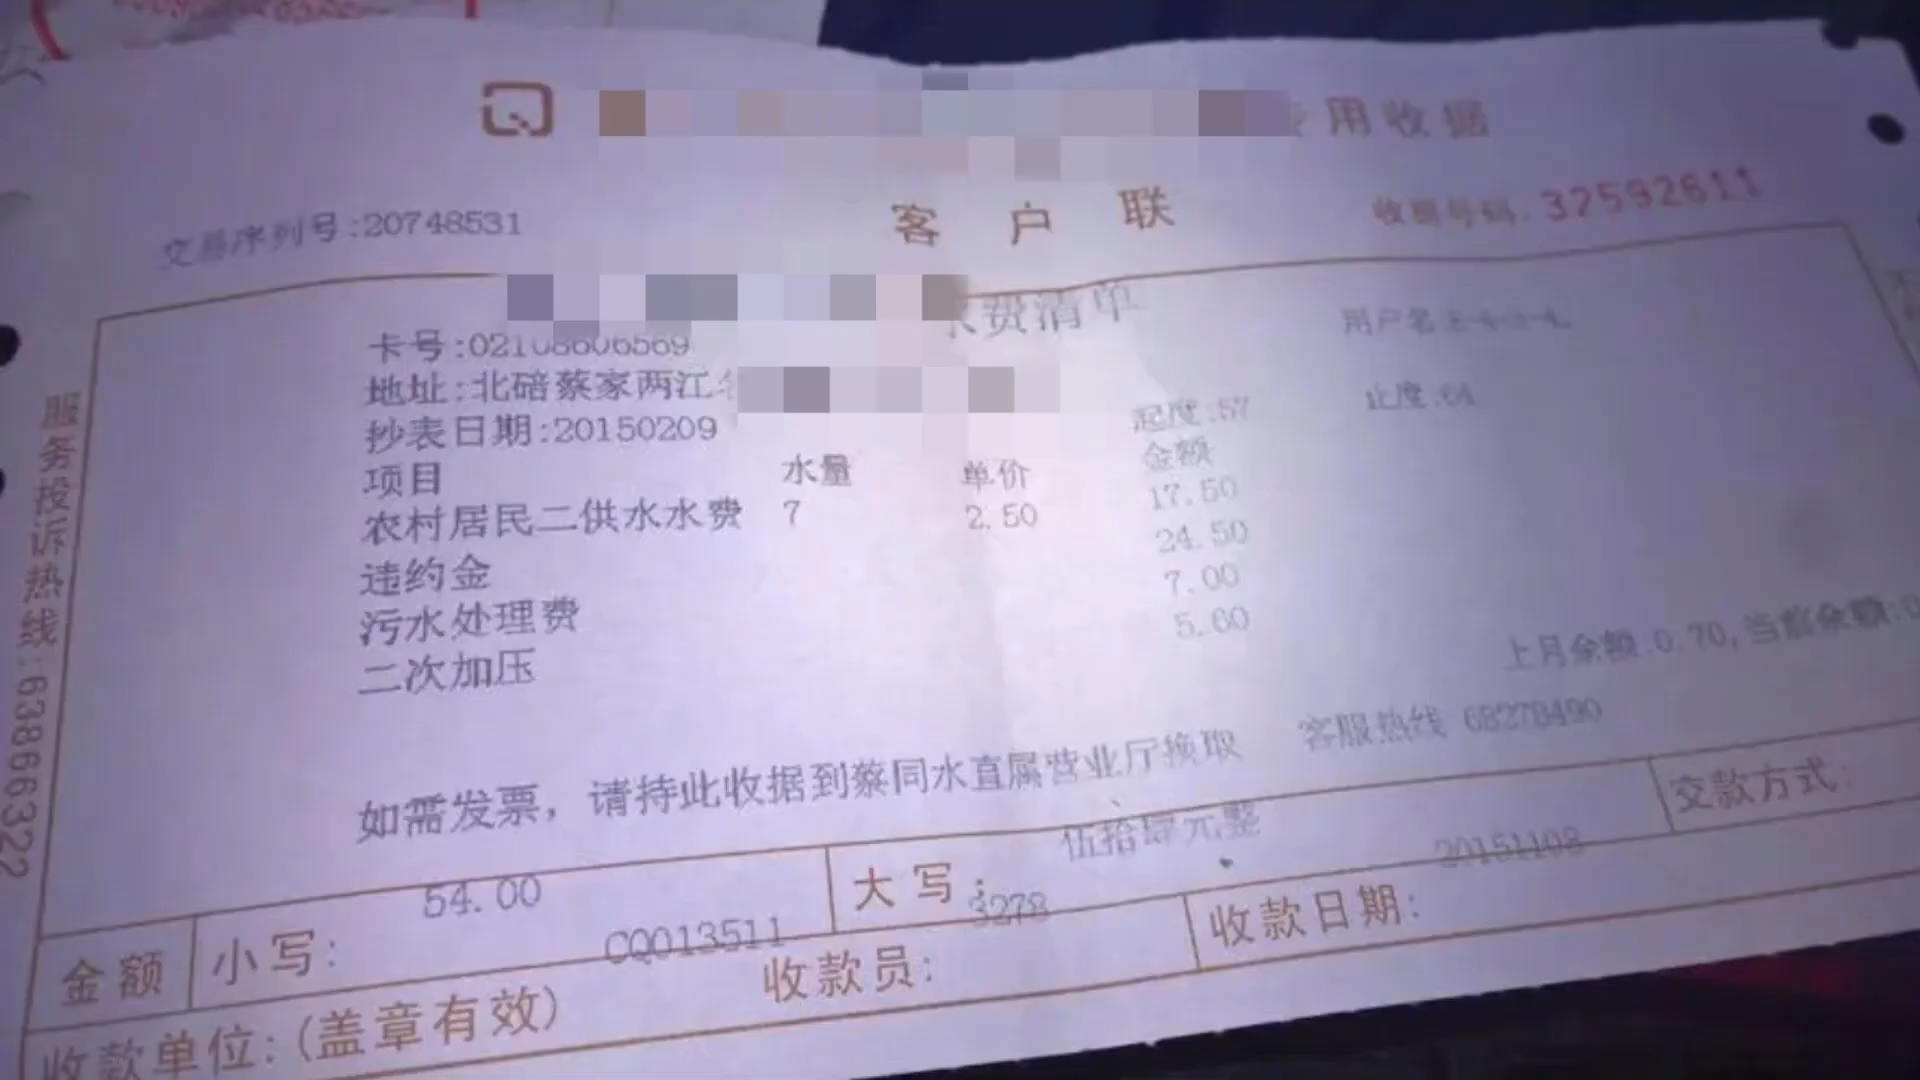 用收据
客户联
交易序列号:20748531
收据号码:32592611
费清单
卡号:02108606569
用户名
地址:北碚蔡家两江
抄表日期:20150209
起度:57
止度:64
项目 水量 单价 金额
农村居民二供水水费 7 2.50 17.50
违约金 24.50
污水处理费 7.00
二次加压 5.60
上月余额:0.70,当前余额:0
如需发票，请持此收据到蔡同水直属营业厅换取
客服热线 68278490
金额 小写: 54.00
大写: 伍拾肆元整
交款方式:
收款单位:(盖章有效)
CQ013511
收款员: 3278
收款日期: 20151108
服务投诉热线:63866322